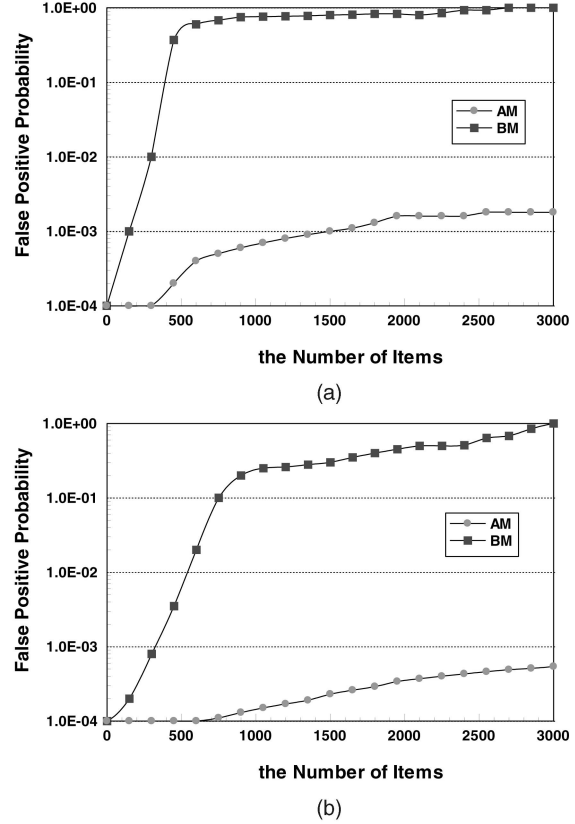 False Positive Probability
1.0E+00
1.0E-01
1.0E-02
1.0E-03
1.0E-04
AM
BM
0 500 1000 1500 2000 2500 3000
the Number of Items
(a)
False Positive Probability
1.0E+00
1.0E-01
1.0E-02
1.0E-03
1.0E-04
AM
BM
0 500 1000 1500 2000 2500 3000
the Number of Items
(b)